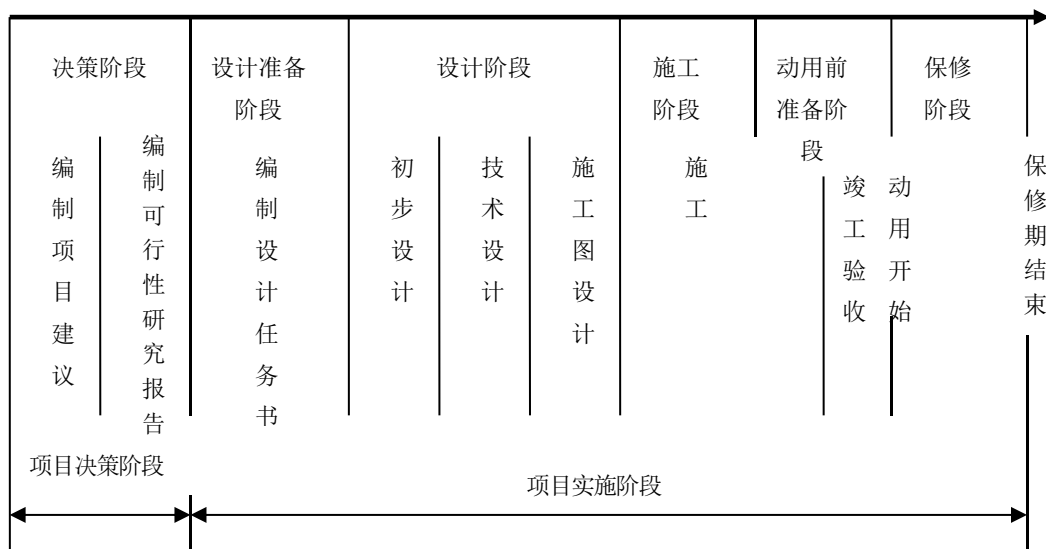 决策阶段
设计准备
阶段
设计阶段
施工
阶段
动用前
准备阶
段
保修
阶段
编制项目建议
编制可行性研究报告
编制设计任务书
初步设计
技术设计
施工图设计
施工
竣工验收
动用开始
保修期结束
项目决策阶段
项目实施阶段